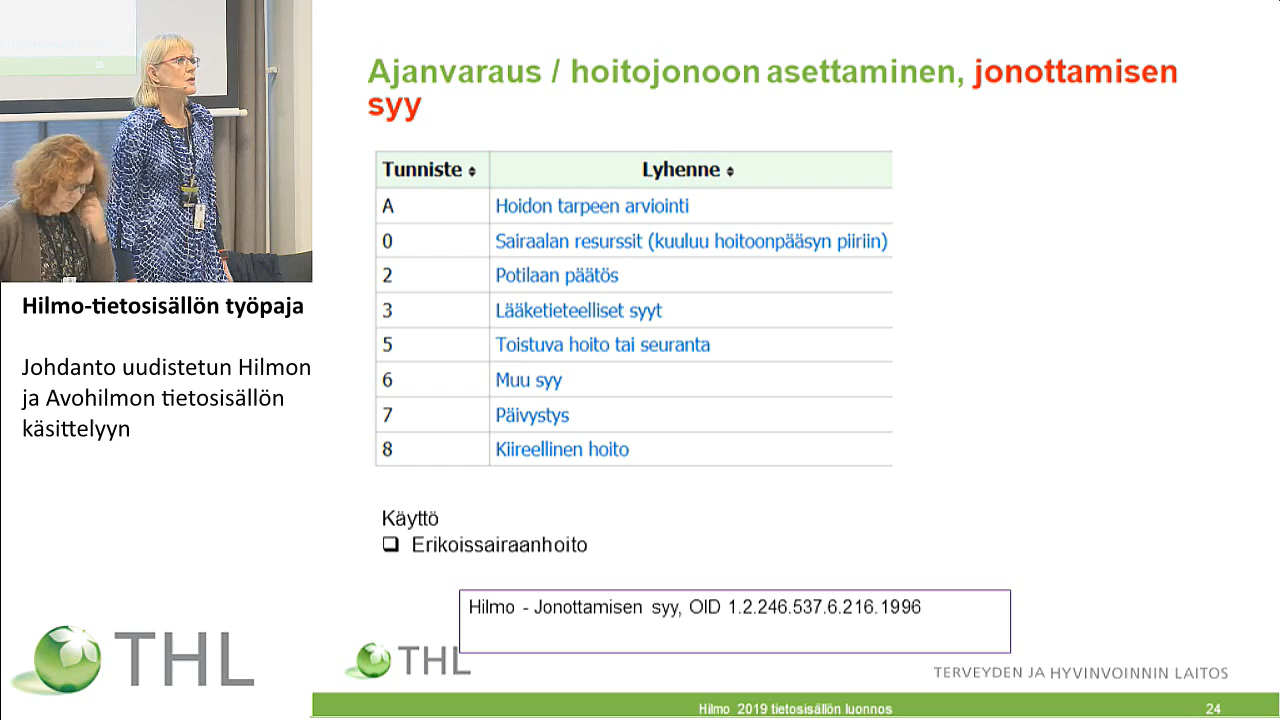 Hilmo-tietosisällön työpaja
Johdanto uudistetun Hilmon
ja Avohilmon tietosisällön
käsittelyyn
THL
Ajanvaraus / hoitojonoon asettaminen, jonottamisen
syy
Tunniste Lyhenne
A Hoidon tarpeen arviointi
0 Sairaalan resurssit (kuuluu hoitoonpääsyn piiriin)
2 Potilaan päätös
3 Lääketieteelliset syyt
5 Toistuva hoito tai seuranta
6 Muu syy
7 Päivystys
8 Kiireellinen hoito
Käyttö
Erikoissairaanhoito
Hilmo - Jonottamisen syy, OID 1.2.246.537.6.216.1996
THL
TERVEYDEN JA HYVINVOINNIN LAITOS
Hilmo 2019 tietosisällön luonnos 24